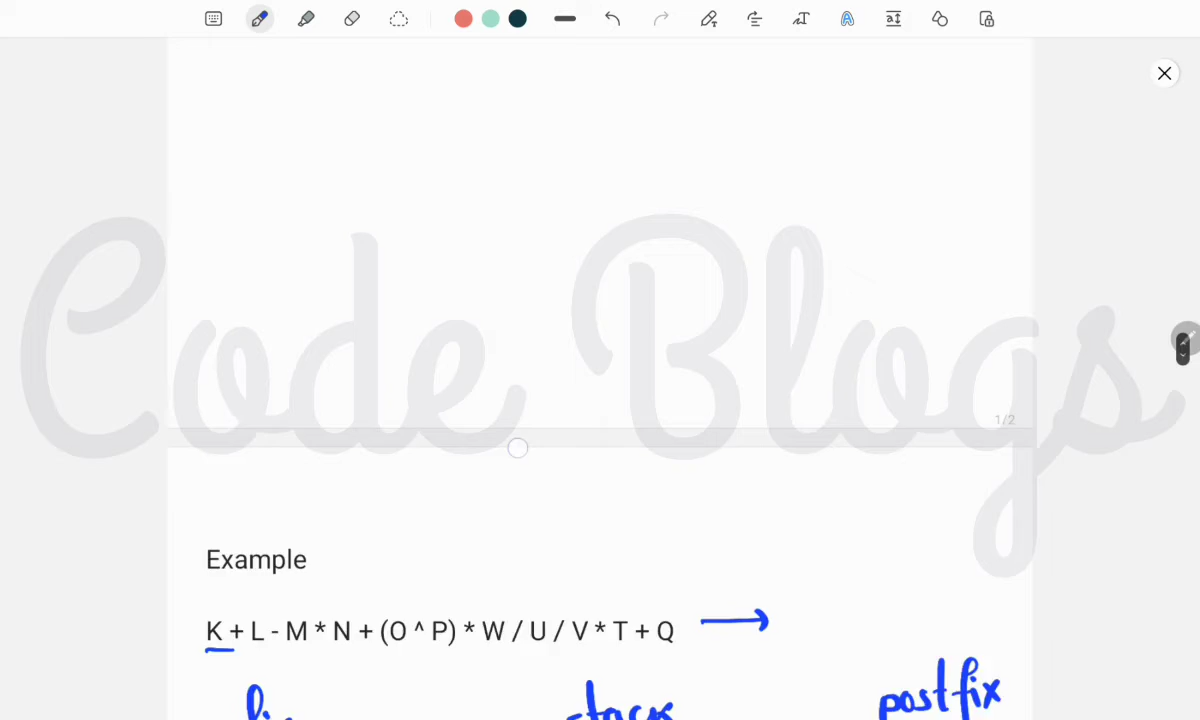 Code Blogs
1/2
Example
K + L - M * N + (O ^ P) * W / U / V * T + Q
postfix